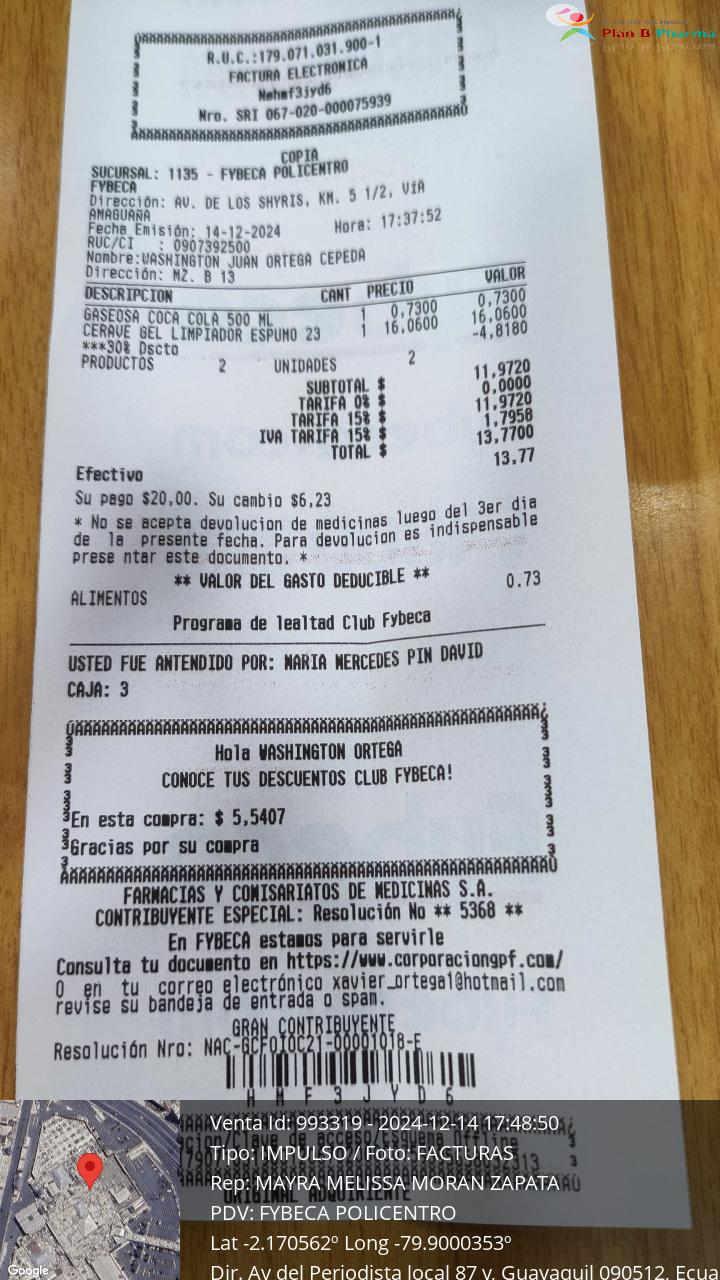 Plan B Pharma
R.U.C.:179.071.031.900-1
FACTURA ELECTRONICA
Nehmf3jyd6
Nro. SRI 067-020-000075939
COPIA
SUCURSAL: 1135 - FYBECA POLICENTRO
FYBECA
Dirección: AV. DE LOS SHYRIS, KM. 5 1/2, VíA
AMAGUAÑA
Fecha Emisión: 14-12-2024 Hora: 17:37:52
RUC/CI : 0907392500
Nombre:WASHINGTON JUAN ORTEGA CEPEDA
Dirección: MZ. B 13
DESCRIPCION CANT PRECIO VALOR
GASEOSA COCA COLA 500 ML 1 0,7300 0,7300
CERAVE GEL LIMPIADOR ESPUMO 23 1 16,0600 16,0600
***30% Dscto -4,8180
PRODUCTOS 2 UNIDADES 2
SUBTOTAL $ 11,9720
TARIFA 0% $ 0,0000
TARIFA 15% $ 11,9720
IVA TARIFA 15% $ 1,7958
TOTAL $ 13,7700
Efectivo 13,77
Su pago $20,00. Su cambio $6,23
* No se acepta devolucion de medicinas luego del 3er dia
de la presente fecha. Para devolucion es indispensable
prese ntar este documento. *
** VALOR DEL GASTO DEDUCIBLE **
ALIMENTOS 0.73
Programa de lealtad Club Fybeca
USTED FUE ANTENDIDO POR: MARIA MERCEDES PIN DAVID
CAJA: 3
Hola WASHINGTON ORTEGA
CONOCE TUS DESCUENTOS CLUB FYBECA!
En esta compra: $ 5,5407
Gracias por su compra
FARMACIAS Y COMISARIATOS DE MEDICINAS S.A.
CONTRIBUYENTE ESPECIAL: Resolución No ** 5368 **
En FYBECA estamos para servirle
Consulta tu documento en https://www.corporaciongpf.com/
O en tu correo electrónico xavier_ortega1@hotmail.com
revise su bandeja de entrada o spam.
GRAN CONTRIBUYENTE
Resolución Nro: NAC-GCFOIOC21-00001018-E
H M F 3 J Y D 6
Venta Id: 993319 - 2024-12-14 17:48:50
Tipo: IMPULSO / Foto: FACTURAS
Rep: MAYRA MELISSA MORAN ZAPATA
ORIGINAL ADQUIRIENTE
PDV: FYBECA POLICENTRO
Lat -2.170562º Long -79.9000353º
Dir. Av del Periodista local 87 y, Guayaquil 090512, Ecua
Google